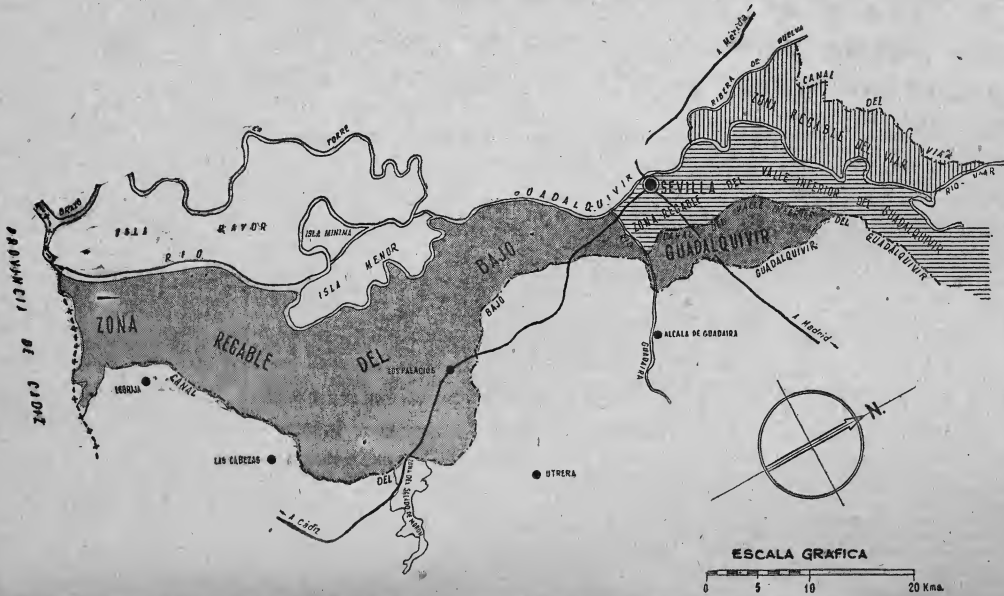 A Mérida
RIBERA DE HUELVA
CANAL DEL VIAR
ZONA REGABLE DEL VIAR
RIO VIAR
SEVILLA
ZONA REGABLE DEL VALLE INFERIOR DEL GUADALQUIVIR
GUADALQUIVIR
TORRE
BRAZO
ISLA MAYOR
ISLA MINIMA
ISLA MENOR
RIO
ZONA REGABLE DEL BAJO GUADALQUIVIR
BAJO
DEL
GUADALQUIVIR
A Madrid
ALCALA DE GUADAIRA
GUADAIRA
LOS PALACIOS
LEBRIJA
CANAL
LAS CABEZAS
DEL
UTRERA
A Cádiz
PROVINCIA DE CADIZ
N.
ESCALA GRAFICA
0 5 10 20 Kms.